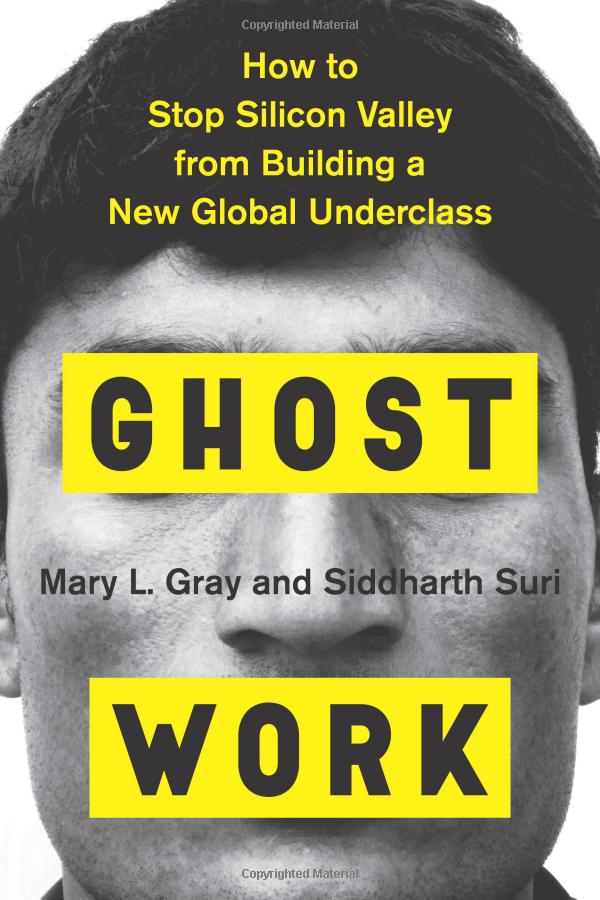 Copyrighted Material
How to
Stop Silicon Valley
from Building a
New Global Underclass
GHOST
Mary L. Gray and Siddharth Suri
WORK
Copyrighted Material